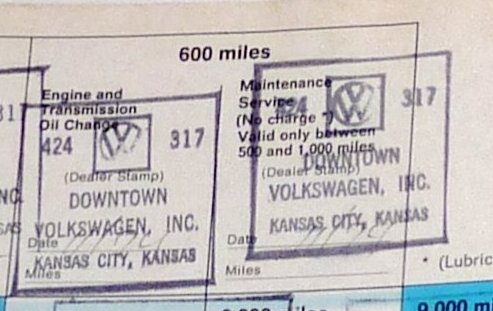 600 miles
Engine and
Transmission
Oil Change
424 317
(Dealer Stamp)
DOWNTOWN
VOLKSWAGEN, INC.
Date
KANSAS CITY, KANSAS
Miles
Maintenance
Service
(No charge *)
Valid only between
500 and 1,000 miles
424 317
(Dealer Stamp)
DOWNTOWN
VOLKSWAGEN, INC.
KANSAS CITY, KANSAS
Date
Miles
* (Lubric